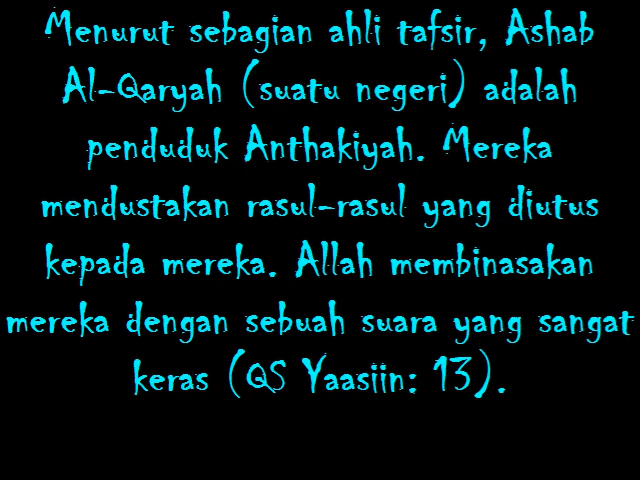 Menurut sebagian ahli tafsir, Ashab
Al-Qaryah (suatu negeri) adalah
penduduk Anthakiyah. Mereka
mendustakan rasul-rasul yang diutus
kepada mereka. Allah membinasakan
mereka dengan sebuah suara yang sangat
keras (QS Yaasiin: 13).